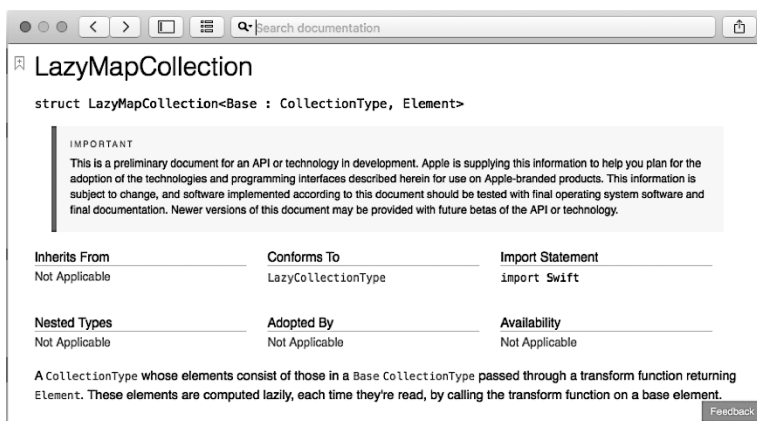 Search documentation
LazyMapCollection
struct LazyMapCollection<Base : CollectionType, Element>
IMPORTANT
This is a preliminary document for an API or technology in development. Apple is supplying this information to help you plan for the
adoption of the technologies and programming interfaces described herein for use on Apple-branded products. This information is
subject to change, and software implemented according to this document should be tested with final operating system software and
final documentation. Newer versions of this document may be provided with future betas of the API or technology.
Inherits From Conforms To Import Statement
Not Applicable LazyCollectionType import Swift
Nested Types Adopted By Availability
Not Applicable Not Applicable Not Applicable
A CollectionType whose elements consist of those in a Base CollectionType passed through a transform function returning
Element. These elements are computed lazily, each time they're read, by calling the transform function on a base element.
Feedback